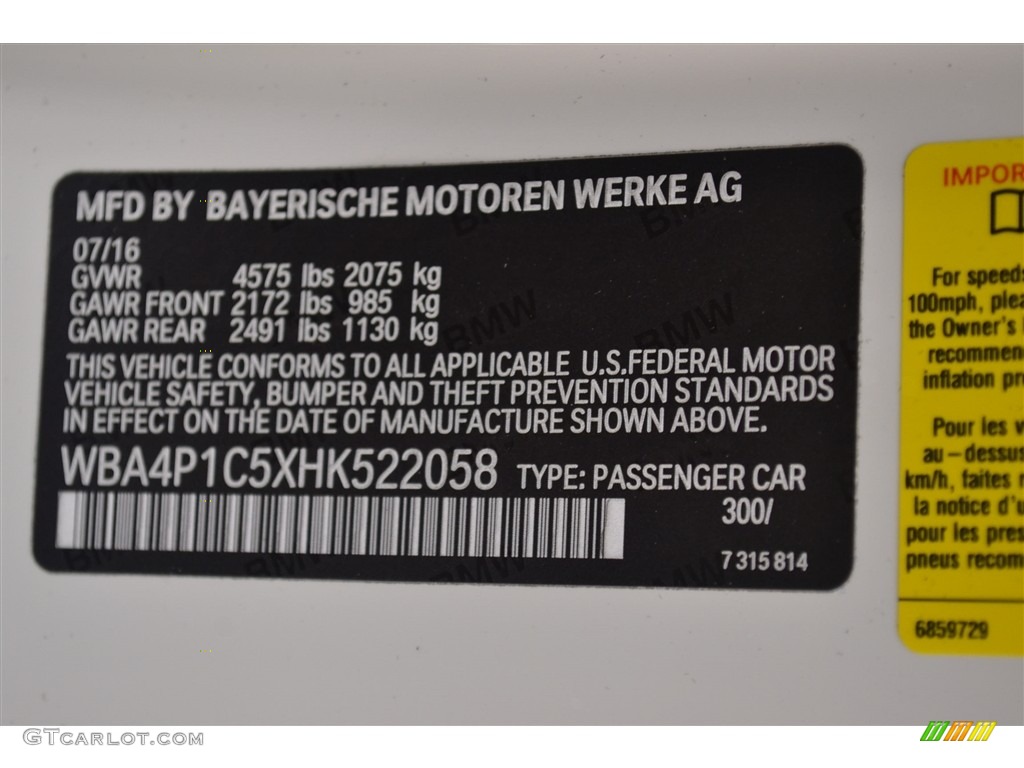 MFD BY BAYERISCHE MOTOREN WERKE AG
07/16
GVWR 4575 lbs 2075 kg
GAWR FRONT 2172 lbs 985 kg
GAWR REAR 2491 lbs 1130 kg
THIS VEHICLE CONFORMS TO ALL APPLICABLE U.S.FEDERAL MOTOR
VEHICLE SAFETY, BUMPER AND THEFT PREVENTION STANDARDS
IN EFFECT ON THE DATE OF MANUFACTURE SHOWN ABOVE.
WBA4P1C5XHK522058 TYPE: PASSENGER CAR
300/
7 315 814
IMPOR
For speed
100mph, plea
the Owner's
recommen
inflation pr
Pour les v
au-dessus
km/h, faites
la notice d'u
pour les pres
pneus recom
6859729
GTCARLOT.COM